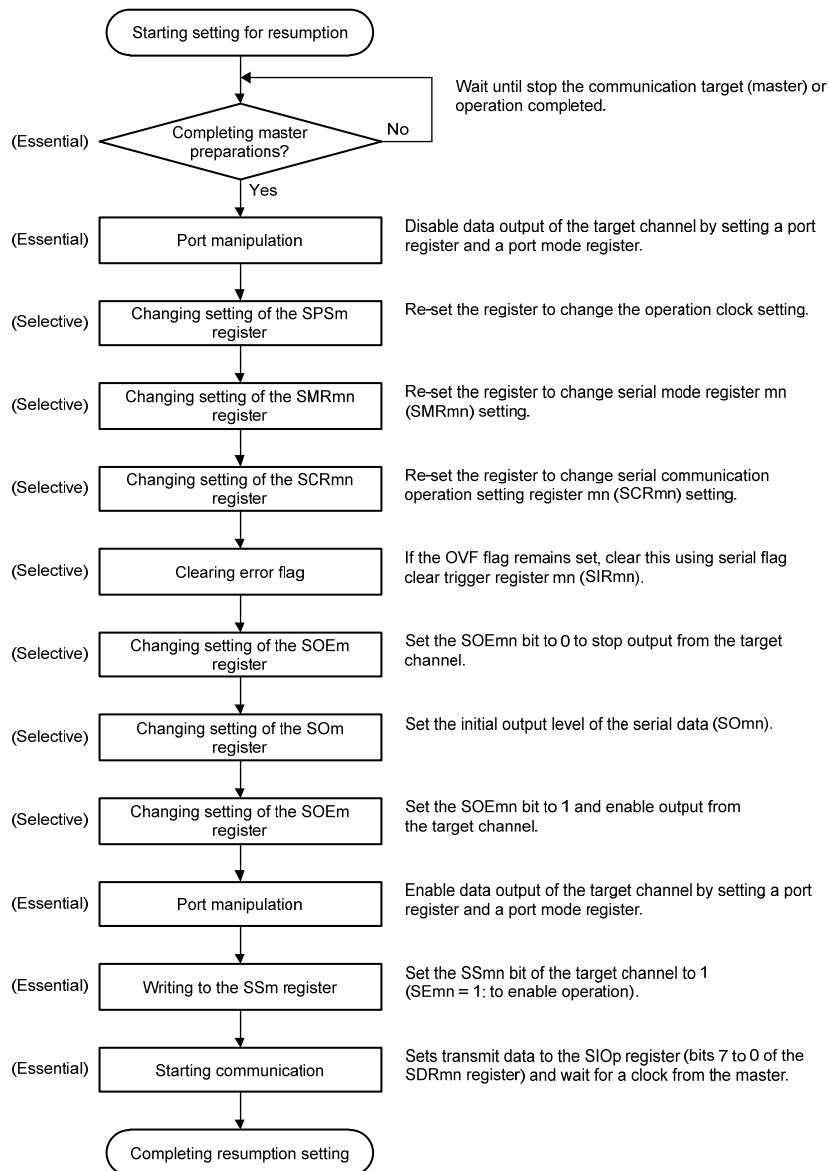 Starting setting for resumption
Wait until stop the communication target (master) or
operation completed.
(Essential)
Completing master
preparations?
No
Yes
(Essential)
Port manipulation
Disable data output of the target channel by setting a port
register and a port mode register.
(Selective)
Changing setting of the SPSm
register
Re-set the register to change the operation clock setting.
(Selective)
Changing setting of the SMRmn
register
Re-set the register to change serial mode register mn
(SMRmn) setting.
(Selective)
Changing setting of the SCRmn
register
Re-set the register to change serial communication
operation setting register mn (SCRmn) setting.
(Selective)
Clearing error flag
If the OVF flag remains set, clear this using serial flag
clear trigger register mn (SIRmn).
(Selective)
Changing setting of the SOEm
register
Set the SOEmn bit to 0 to stop output from the target
channel.
(Selective)
Changing setting of the SOm
register
Set the initial output level of the serial data (SOmn).
(Selective)
Changing setting of the SOEm
register
Set the SOEmn bit to 1 and enable output from
the target channel.
(Essential)
Port manipulation
Enable data output of the target channel by setting a port
register and a port mode register.
(Essential)
Writing to the SSm register
Set the SSmn bit of the target channel to 1
(SEmn = 1: to enable operation).
(Essential)
Starting communication
Sets transmit data to the SIOp register (bits 7 to 0 of the
SDRmn register) and wait for a clock from the master.
Completing resumption setting